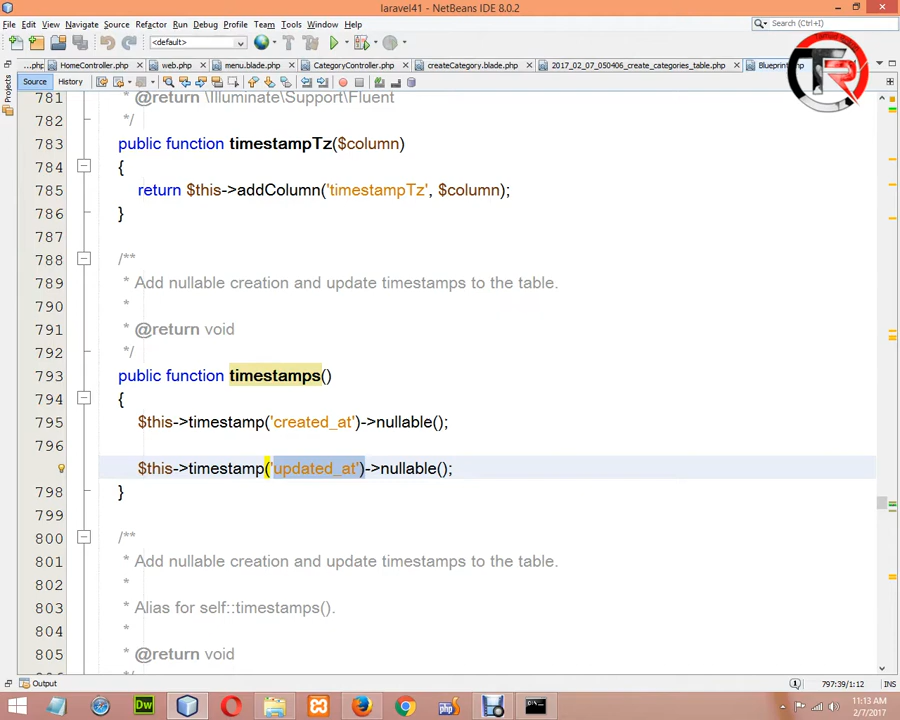 laravel41 - NetBeans IDE 8.0.2
File Edit View Navigate Source Refactor Run Debug Profile Team Tools Window Help
<default>
Search (Ctrl+I)
...php HomeController.php web.php menu.blade.php CategoryController.php createCategory.blade.php 2017_02_07_050406_create_categories_table.php Blueprint.php
Source History
Projects
781 * @return \Illuminate\Support\Fluent
782 */
783 public function timestampTz($column)
784 {
785 return $this->addColumn('timestampTz', $column);
786 }
787
788 /**
789 * Add nullable creation and update timestamps to the table.
790 *
791 * @return void
792 */
793 public function timestamps()
794 {
795 $this->timestamp('created_at')->nullable();
796
$this->timestamp('updated_at')->nullable();
798 }
799
800 /**
801 * Add nullable creation and update timestamps to the table.
802 *
803 * Alias for self::timestamps().
804 *
805 * @return void
Output
797:39/1:12 INS
Dw
php
11:13 AM
2/7/2017